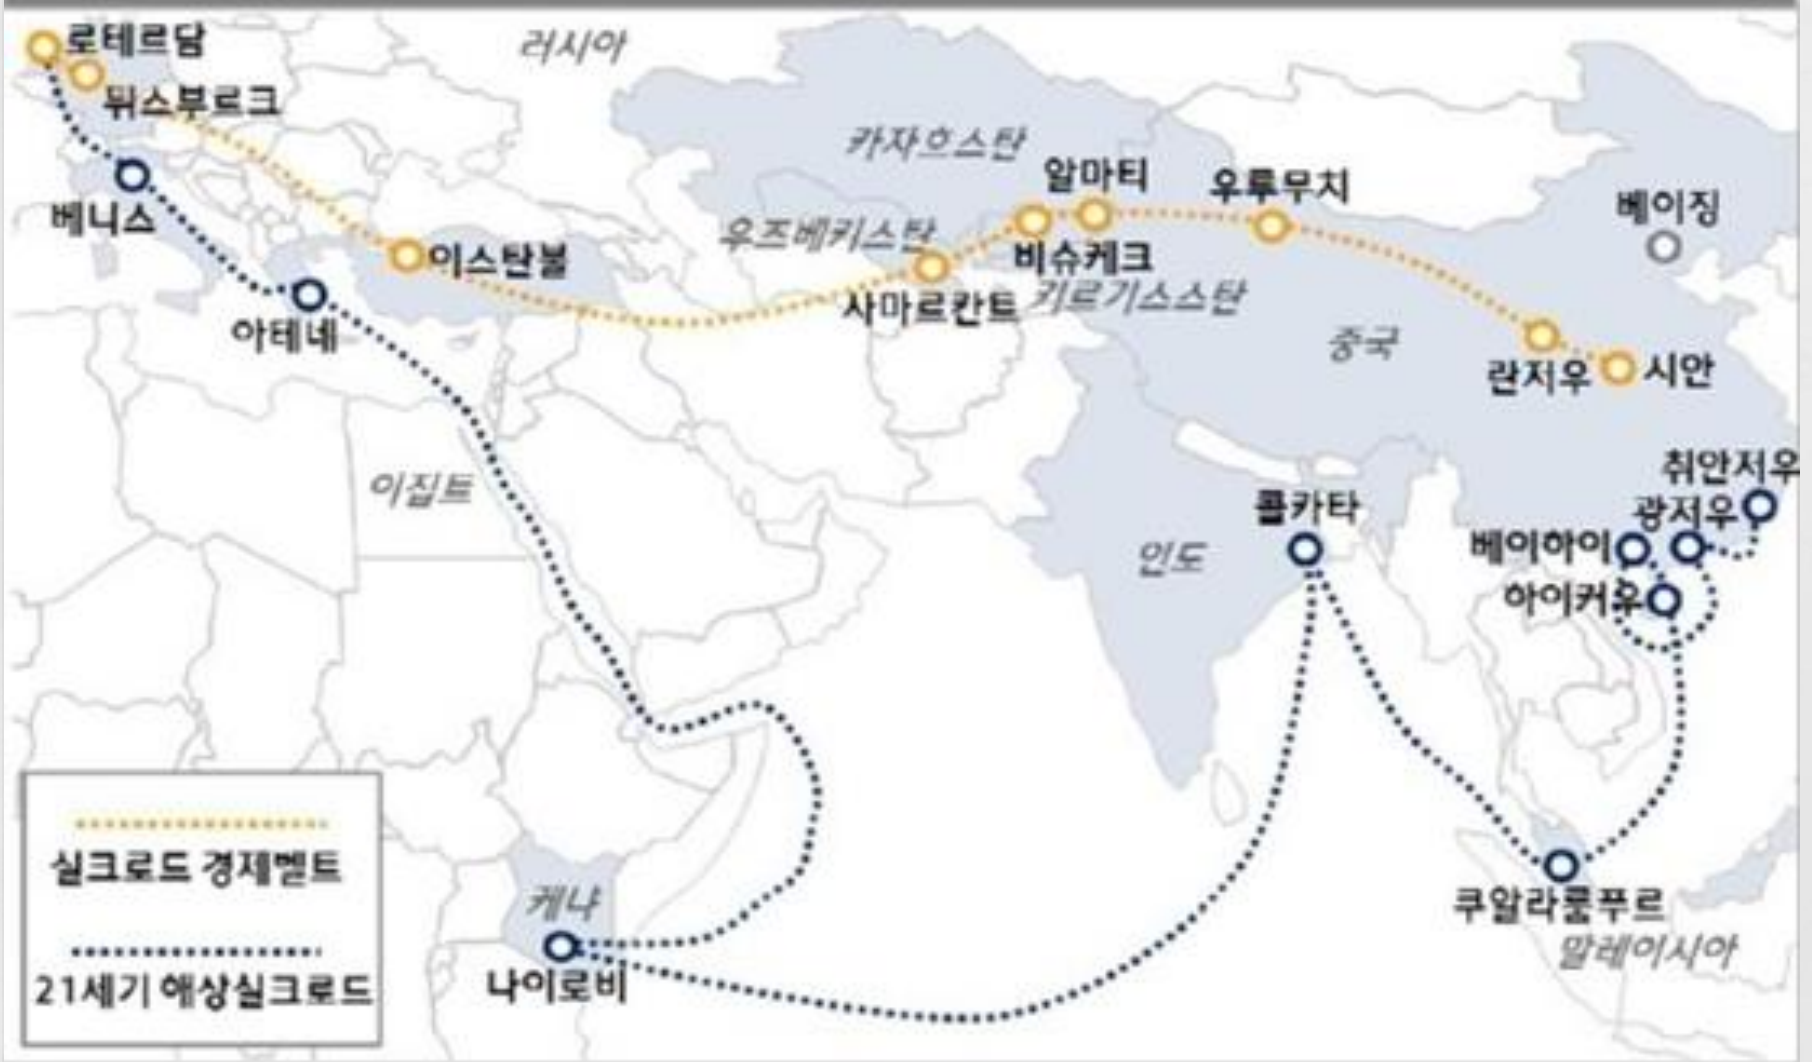 로테르담
러시아
뒤스부르크
카자흐스탄
알마티
우루무치
베니스
베이징
우즈베키스탄
이스탄불
비슈케크
사마르칸트
키르기스스탄
아테네
중국
란저우
시안
이집트
취안저우
콜카타
광저우
인도
베이하이
하이커우
실크로드 경제벨트
케냐
쿠알라룸푸르
말레이시아
나이로비
21세기 해상실크로드